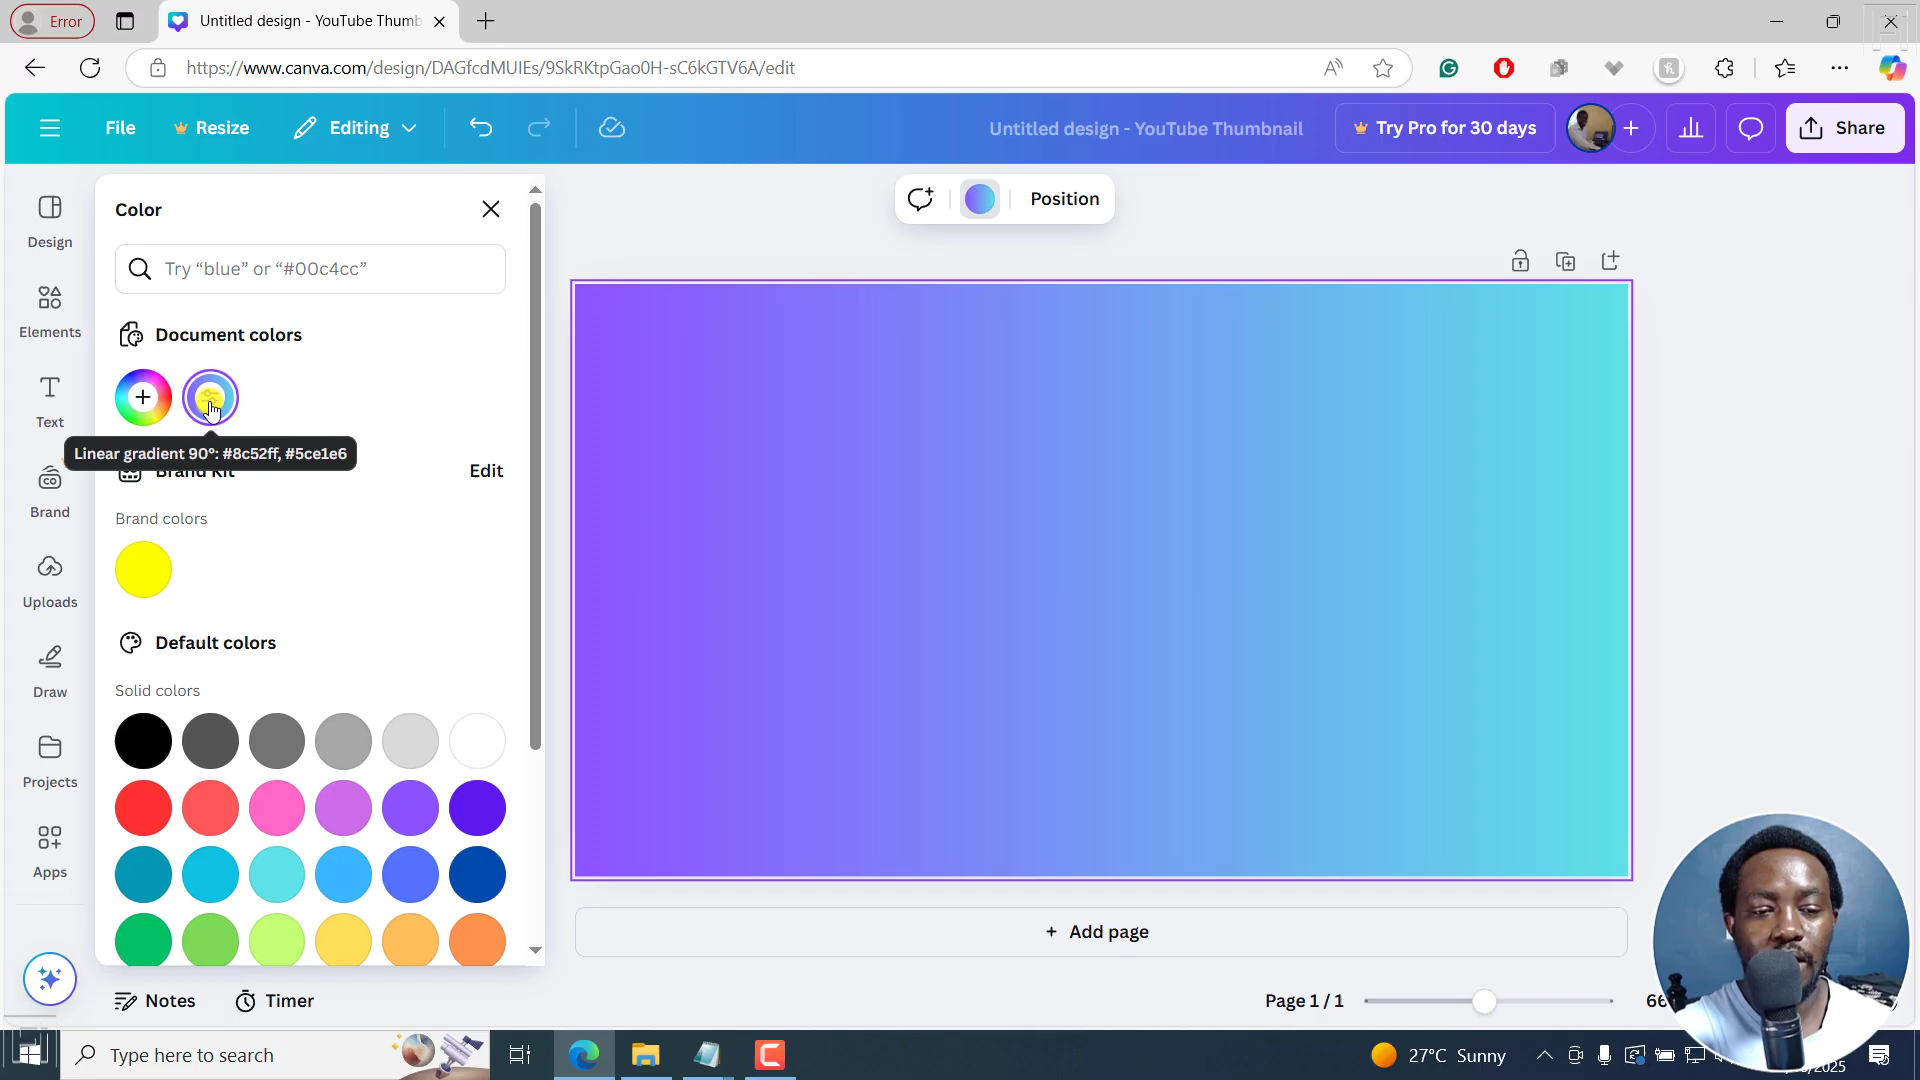 Error
Untitled design - YouTube Thumb
https://www.canva.com/design/DAGfcdMUIEs/9SkRKtpGao0H-sC6kGTV6A/edit
File
Resize
Editing
Untitled design - YouTube Thumbnail
Try Pro for 30 days
Share
Design
Elements
Text
Brand
Uploads
Draw
Projects
Apps
Color
Try “blue” or “#00c4cc”
Document colors
Linear gradient 90°: #8c52ff, #5ce1e6
Brand Kit
Edit
Brand colors
Default colors
Solid colors
Position
+ Add page
Notes
Timer
Page 1 / 1
Type here to search
27°C Sunny